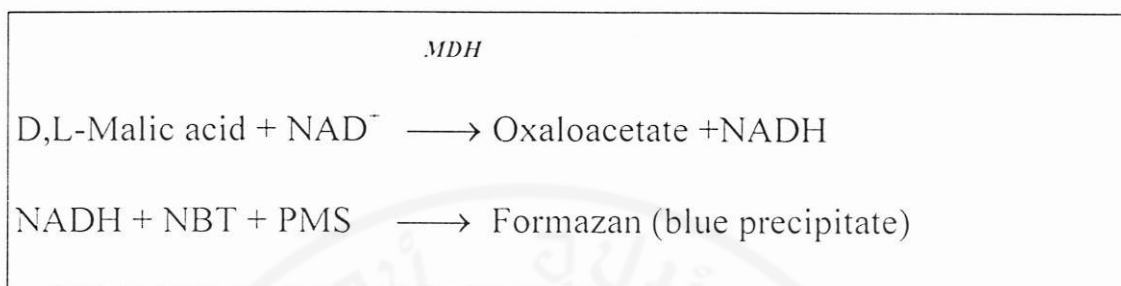 MDH
D,L-Malic acid + NAD⁺ ⟶ Oxaloacetate +NADH
NADH + NBT + PMS ⟶ Formazan (blue precipitate)